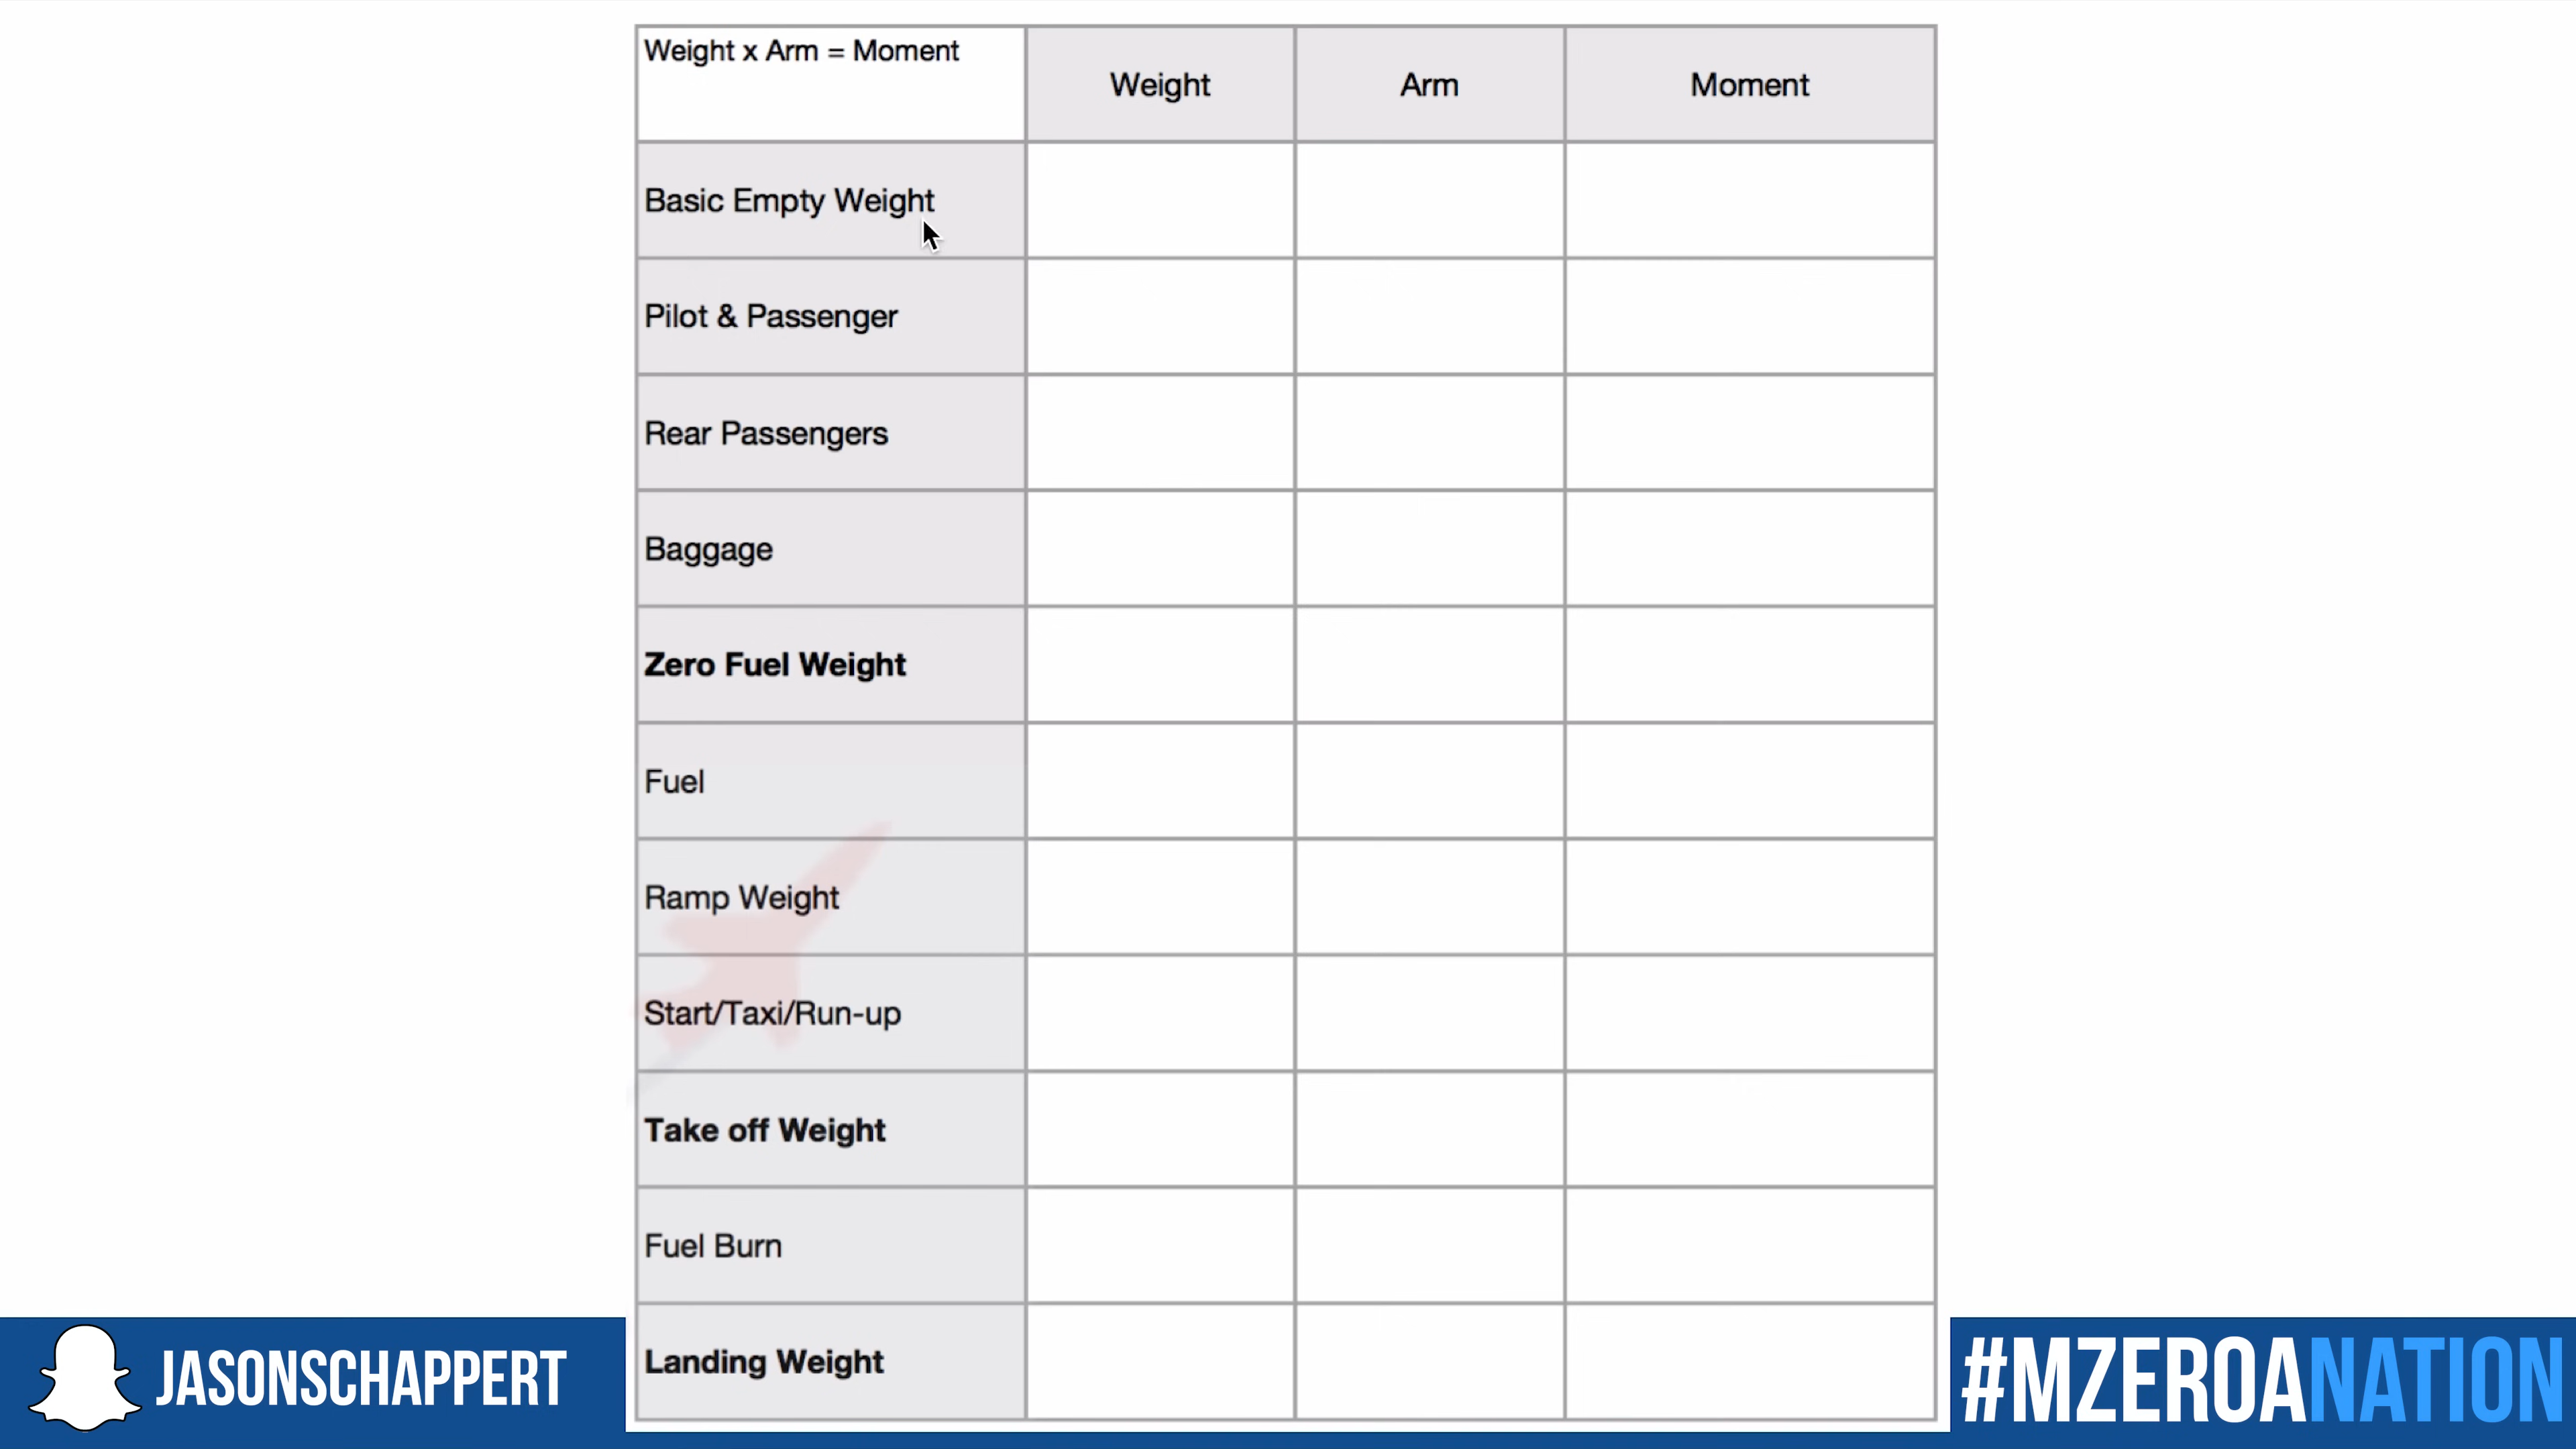 Weight x Arm = Moment
Weight Arm Moment
Basic Empty Weight
Pilot & Passenger
Rear Passengers
Baggage
Zero Fuel Weight
Fuel
Ramp Weight
Start/Taxi/Run-up
Take off Weight
Fuel Burn
Landing Weight
JASONSCHAPPERT
#MZEROANATION